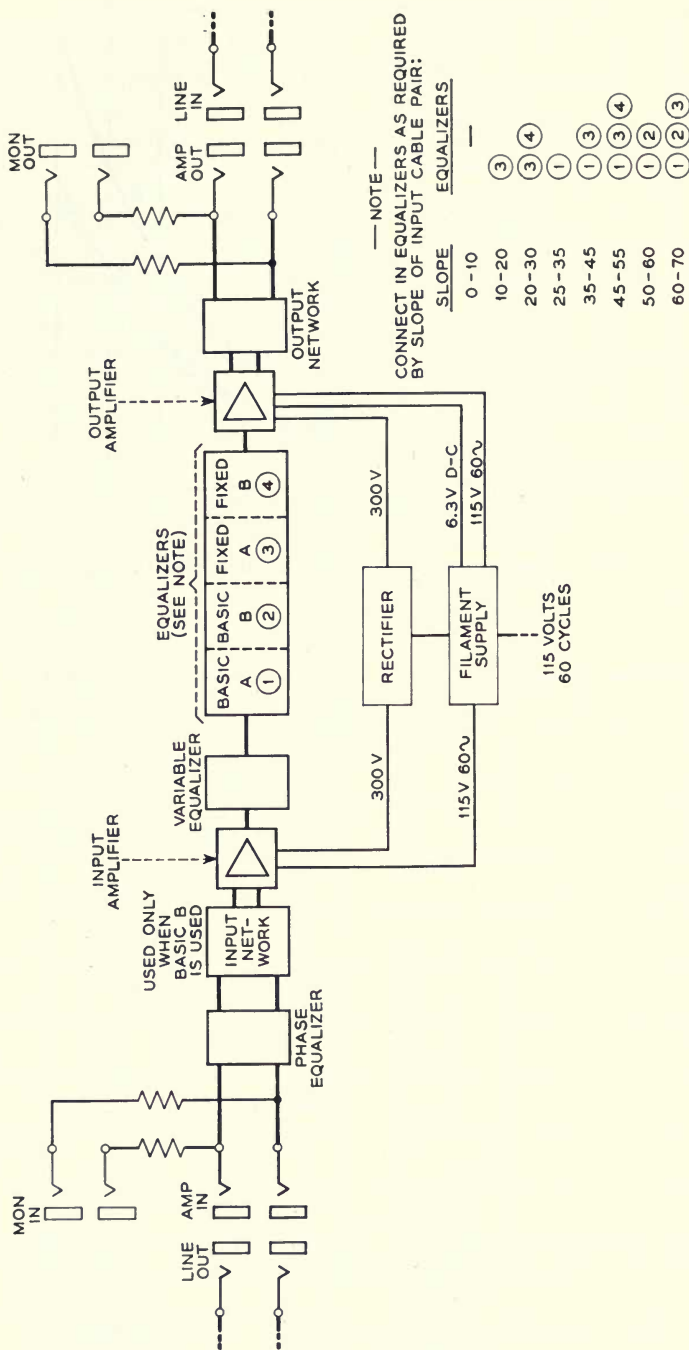 MON
IN
LINE
OUT
AMP
IN
PHASE
EQUALIZER
USED ONLY
WHEN
BASIC B
IS USED
INPUT
NET-
WORK
INPUT
AMPLIFIER
VARIABLE
EQUALIZER
EQUALIZERS
(SEE NOTE)
BASIC
A
1
BASIC
B
2
FIXED
A
3
FIXED
B
4
OUTPUT
AMPLIFIER
OUTPUT
NETWORK
MON
OUT
AMP
OUT
LINE
IN
300 V
RECTIFIER
300 V
115V 60~
FILAMENT
SUPPLY
6.3V D-C
115V 60~
115 VOLTS
60 CYCLES
—NOTE—
CONNECT IN EQUALIZERS AS REQUIRED
BY SLOPE OF INPUT CABLE PAIR:
SLOPE EQUALIZERS
0-10 —
10-20 3
20-30 3 4
25-35 1
35-45 1 3
45-55 1 3 4
50-60 1 2
60-70 1 2 3